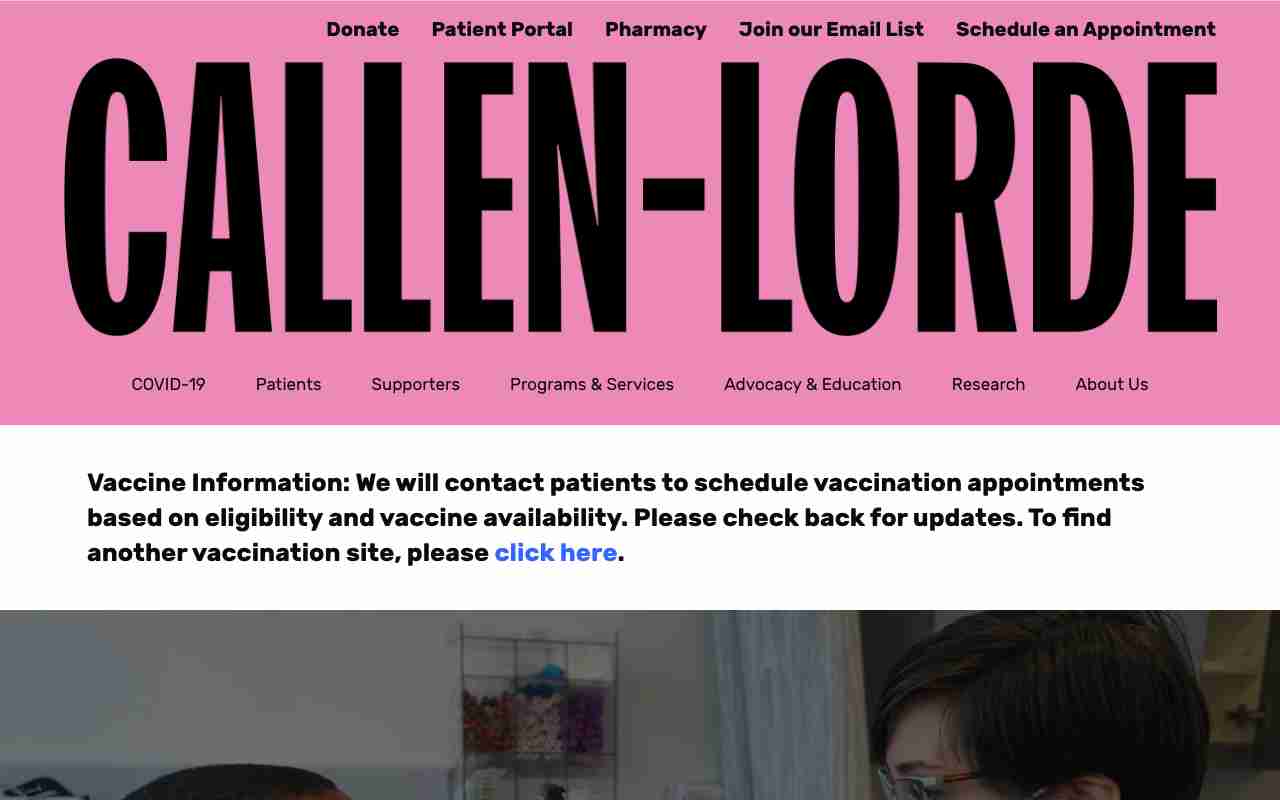 Donate Patient Portal Pharmacy Join our Email List Schedule an Appointment
CALLEN-LORDE
COVID-19 Patients Supporters Programs & Services Advocacy & Education Research About Us
Vaccine Information: We will contact patients to schedule vaccination appointments
based on eligibility and vaccine availability. Please check back for updates. To find
another vaccination site, please click here.